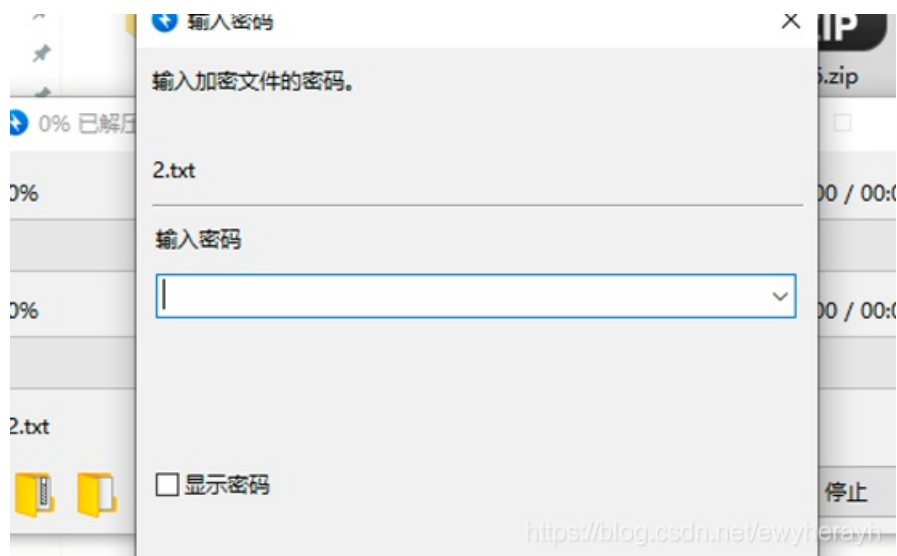 输入密码
IP
输入加密文件的密码。
.zip
0% 已解压
2.txt
0%
00 / 00:0
输入密码
0%
00 / 00:0
2.txt
显示密码
停止
https://blog.csdn.net/ewyherayh